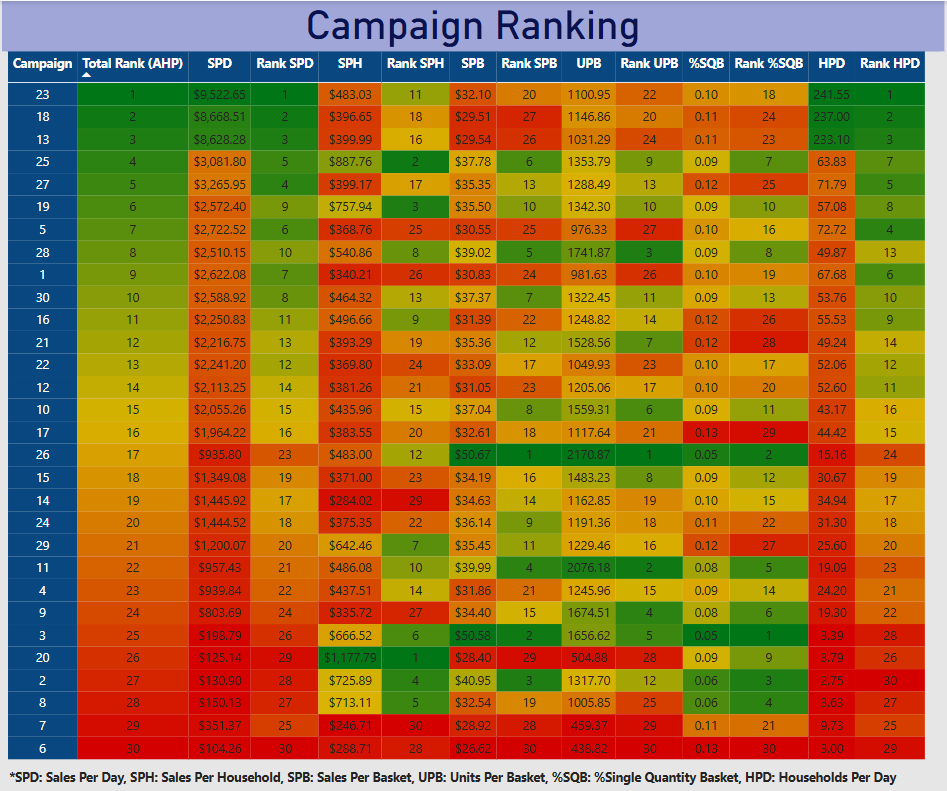 Campaign Ranking
Campaign Total Rank (AHP) SPD Rank SPD SPH Rank SPH SPB Rank SPB UPB Rank UPB %SQB Rank %SQB HPD Rank HPD
23 1 $9,522.65 1 $483.03 11 $32.10 20 1100.95 22 0.10 18 241.55 1
18 2 $8,668.51 2 $396.65 18 $29.51 27 1146.86 20 0.11 24 237.00 2
13 3 $8,628.28 3 $399.99 16 $29.54 26 1031.29 24 0.11 23 233.10 3
25 4 $3,081.80 5 $887.76 2 $37.78 6 1353.79 9 0.09 7 63.83 7
27 5 $3,265.95 4 $399.17 17 $35.35 13 1288.49 13 0.12 25 71.79 5
19 6 $2,572.40 9 $757.94 3 $35.50 10 1342.30 10 0.09 10 57.08 8
5 7 $2,722.52 6 $368.76 25 $30.55 25 976.33 27 0.10 16 72.72 4
28 8 $2,510.15 10 $540.86 8 $39.02 5 1741.87 3 0.09 8 49.87 13
1 9 $2,622.08 7 $340.21 26 $30.83 24 981.63 26 0.10 19 67.68 6
30 10 $2,588.92 8 $464.32 13 $37.37 7 1322.45 11 0.09 13 53.76 10
16 11 $2,250.83 11 $496.66 9 $31.39 22 1248.82 14 0.12 26 55.53 9
21 12 $2,216.75 13 $393.29 19 $35.36 12 1528.56 7 0.12 28 49.24 14
22 13 $2,241.20 12 $369.80 24 $33.09 17 1049.93 23 0.10 17 52.06 12
12 14 $2,113.25 14 $381.26 21 $31.05 23 1205.06 17 0.10 20 52.60 11
10 15 $2,055.26 15 $435.96 15 $37.04 8 1559.31 6 0.09 11 43.17 16
17 16 $1,964.22 16 $383.55 20 $32.61 18 1117.64 21 0.13 29 44.42 15
26 17 $935.80 23 $483.00 12 $50.67 1 2170.87 1 0.05 2 15.16 24
15 18 $1,349.08 19 $371.00 23 $34.19 16 1483.23 8 0.09 12 30.67 19
14 19 $1,445.92 17 $284.02 29 $34.63 14 1162.85 19 0.10 15 34.94 17
24 20 $1,444.52 18 $375.35 22 $36.14 9 1191.36 18 0.11 22 31.30 18
29 21 $1,200.07 20 $642.46 7 $35.45 11 1229.46 16 0.12 27 25.60 20
11 22 $957.43 21 $486.08 10 $39.99 4 2076.18 2 0.08 5 19.09 23
4 23 $939.84 22 $437.51 14 $31.86 21 1245.96 15 0.09 14 24.20 21
9 24 $803.69 24 $335.72 27 $34.40 15 1674.51 4 0.08 6 19.30 22
3 25 $198.79 26 $666.52 6 $50.58 2 1656.62 5 0.05 1 3.39 28
20 26 $125.14 29 $1,177.79 1 $28.40 29 504.88 28 0.09 9 3.79 26
2 27 $130.90 28 $725.89 4 $40.95 3 1317.70 12 0.06 3 2.75 30
8 28 $150.13 27 $713.11 5 $32.54 19 1005.85 25 0.06 4 27
7 29 $351.37 25 $246.71 30 $28.92 28 459.37 29 0.11 21 9.73 25
6 30 $104.26 30 $288.71 28 $26.62 30 438.82 30 0.13 30 29
*SPD: Sales Per Day, SPH: Sales Per Household, SPB: Sales Per Basket, UPB: Units Per Basket, %SQB: %Single Quantity Basket, HPD: Households Per Day